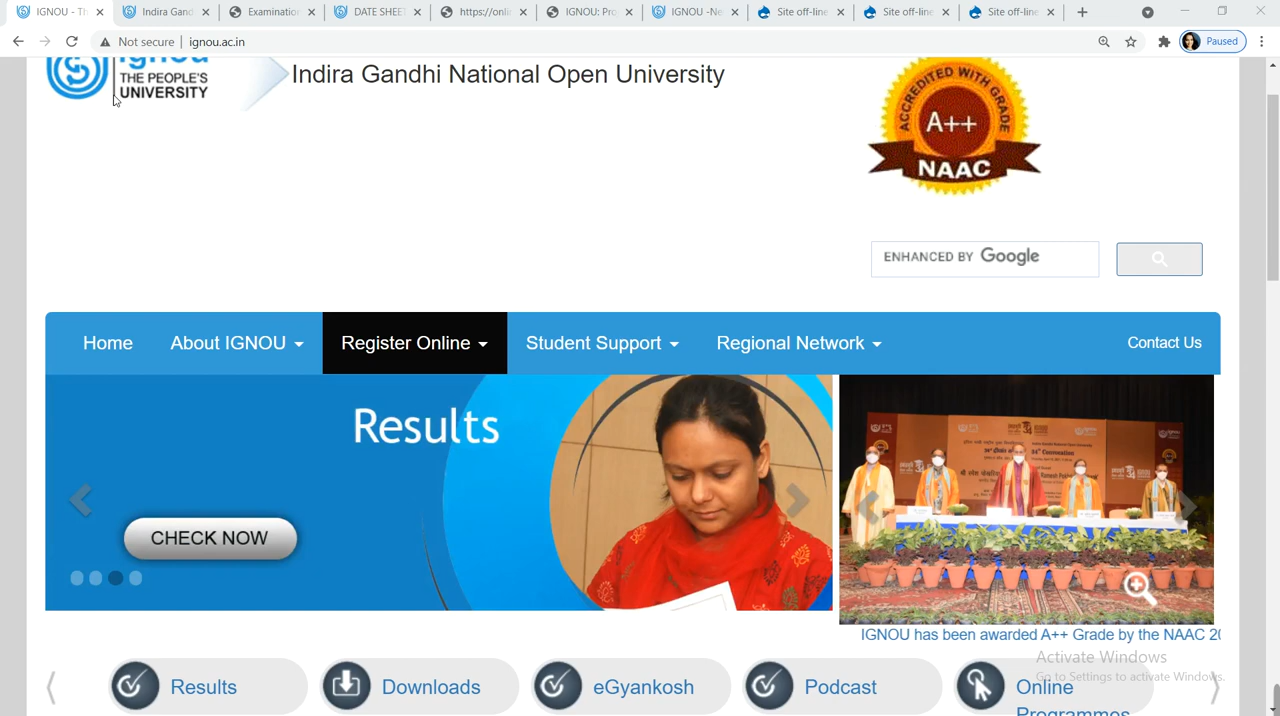 IGNOU - Th
Indira Gand
Examination
DATE SHEET
https://onli
IGNOU: Pro
IGNOU -Ne
Site off-line
Site off-line
Site off-line
Not secure | ignou.ac.in
Paused
ignou
THE PEOPLE'S
UNIVERSITY
Indira Gandhi National Open University
ACCREDITED WITH GRADE
A++
NAAC
ENHANCED BY Google
Home
About IGNOU
Register Online
Student Support
Regional Network
Contact Us
Results
CHECK NOW
IGNOU has been awarded A++ Grade by the NAAC 20
Activate Windows
Go to Settings to activate Windows.
Results
Downloads
eGyankosh
Podcast
Online
Programmes